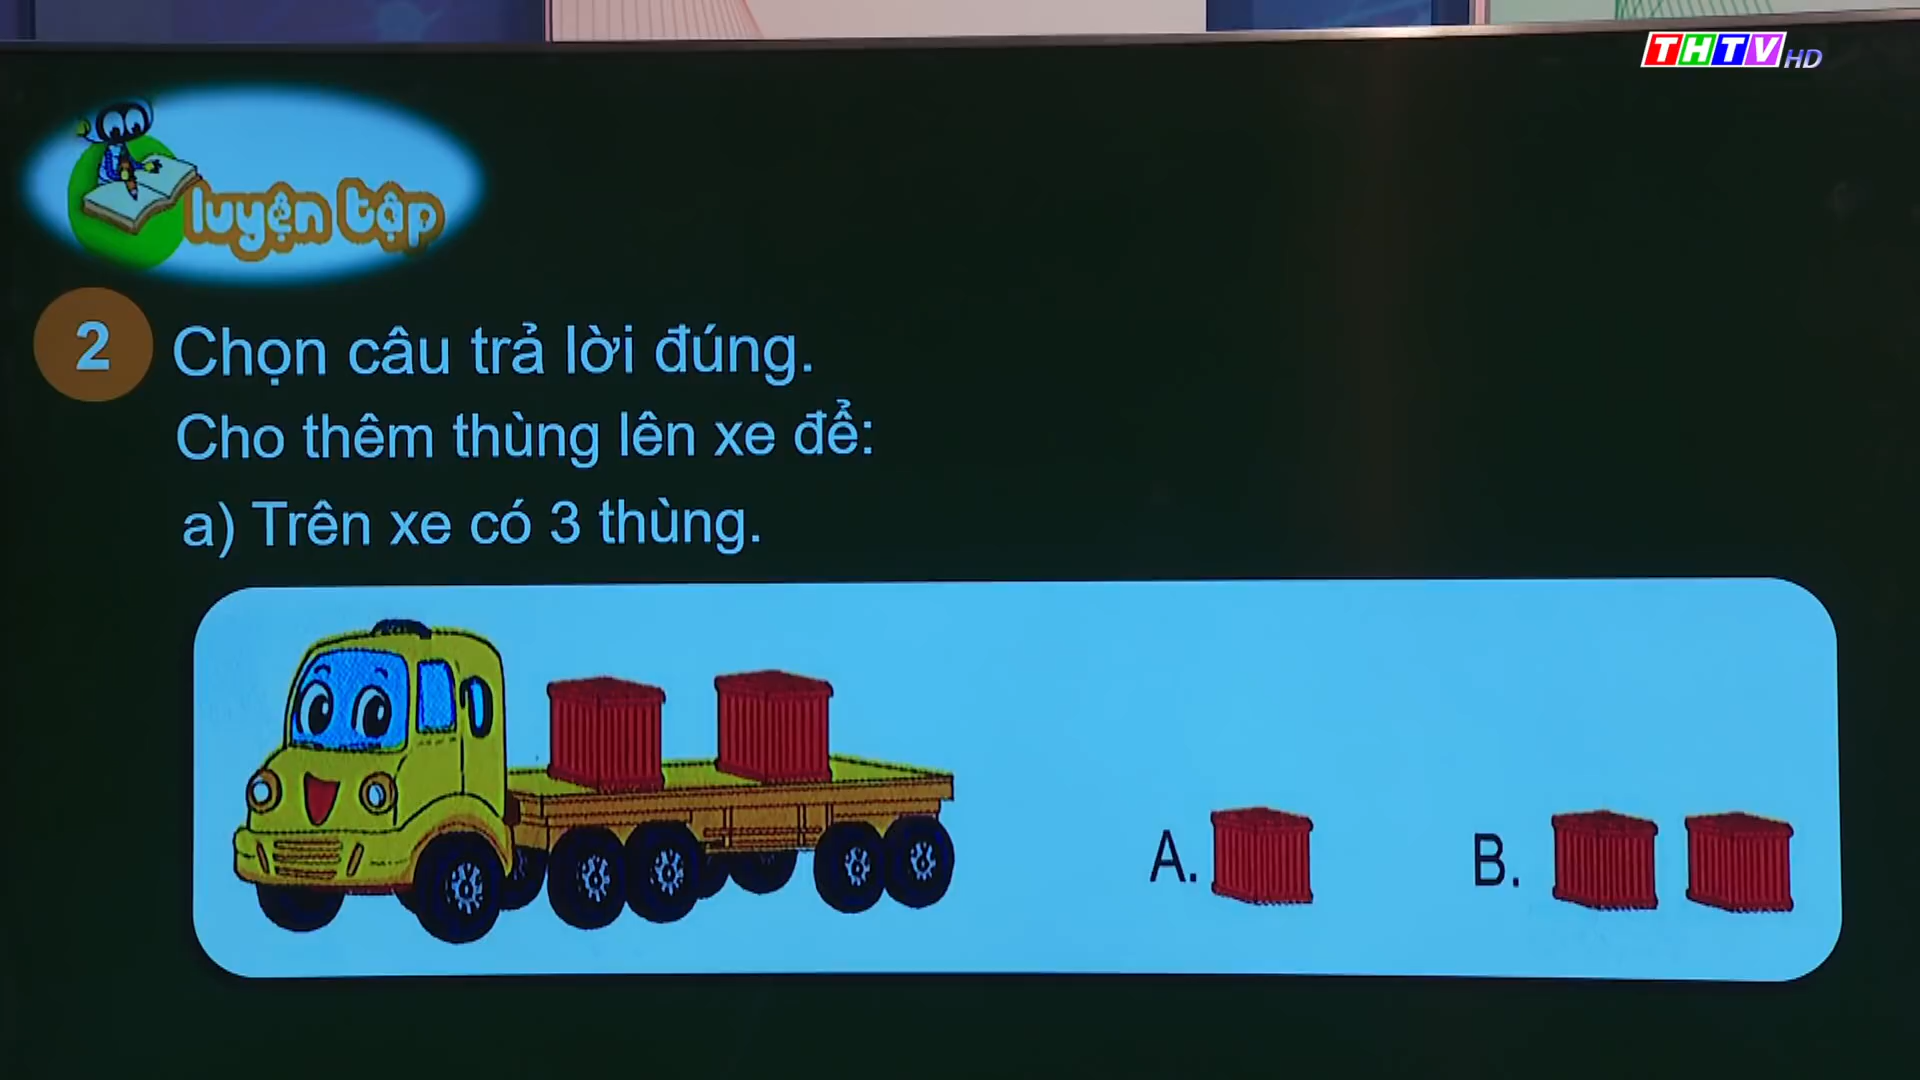 THTV HD
luyện tập
2 Chọn câu trả lời đúng.
Cho thêm thùng lên xe để:
a) Trên xe có 3 thùng.
A. B.